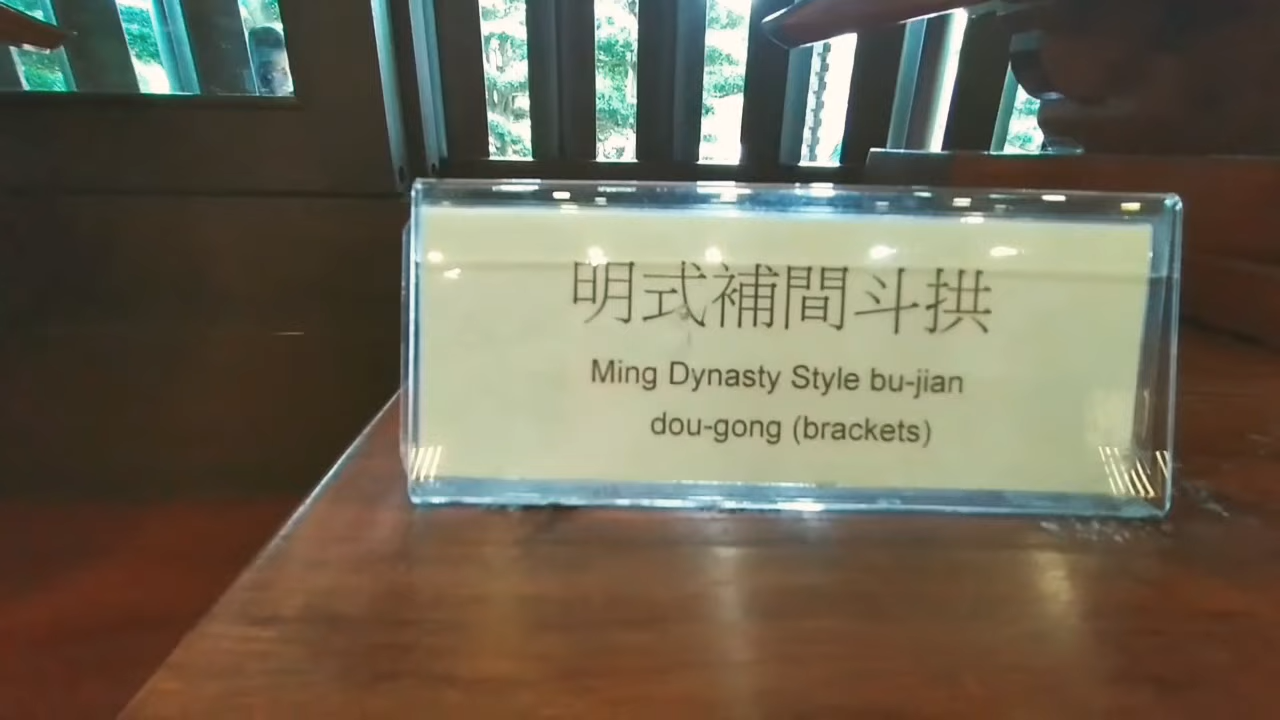 明式補間斗拱
Ming Dynasty Style bu-jian
dou-gong (brackets)